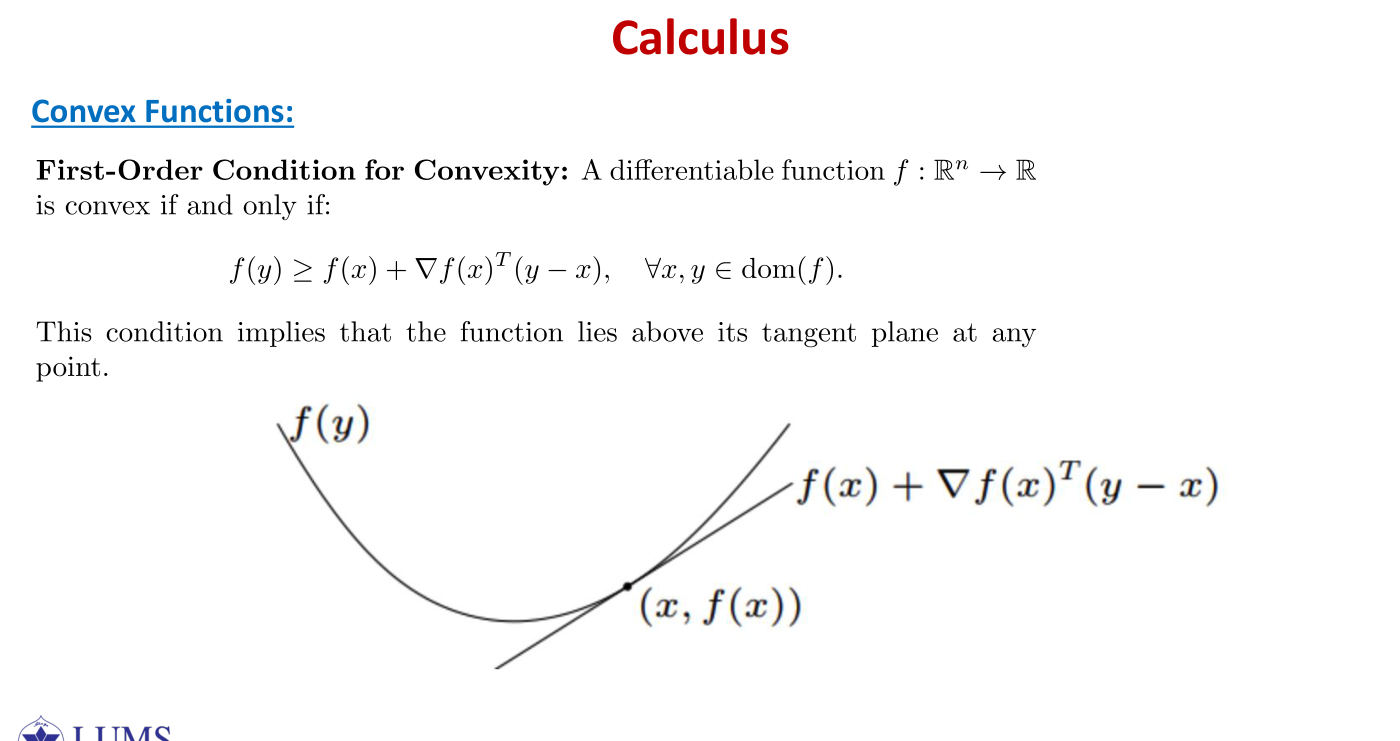 Calculus
Convex Functions:
First-Order Condition for Convexity: A differentiable function f : ℝⁿ → ℝ
is convex if and only if:
f(y) ≥ f(x) + ∇f(x)ᵀ(y − x),   ∀x, y ∈ dom(f).
This condition implies that the function lies above its tangent plane at any
point.
f(y)
f(x) + ∇f(x)ᵀ(y − x)
(x, f(x))
LUMS